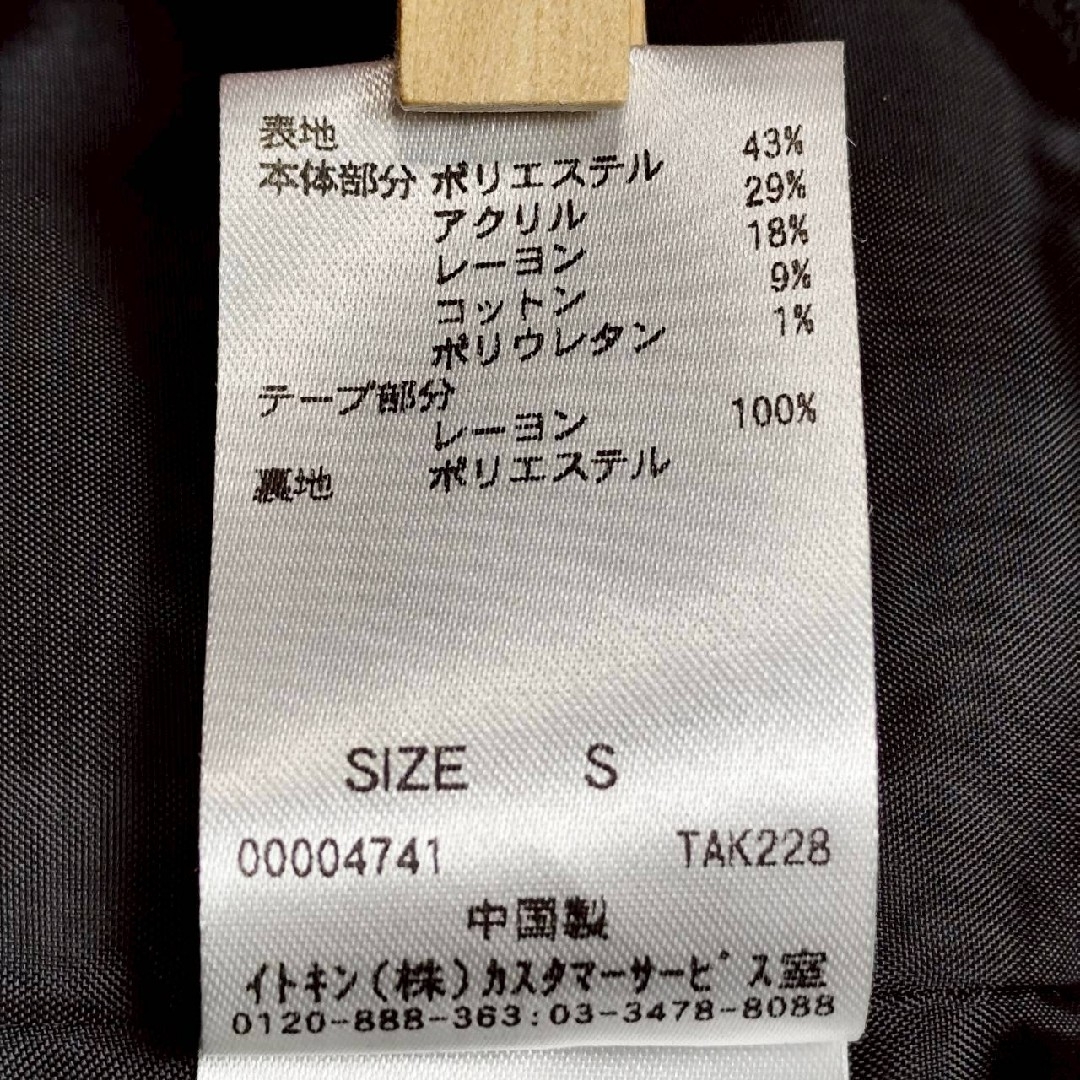 表地
本体部分 ポリエステル 43%
アクリル 29%
レーヨン 18%
コットン 9%
ポリウレタン 1%
テープ部分
レーヨン 100%
裏地 ポリエステル
SIZE S
00004741 TAK228
中国製
イトキン(株)カスタマーサービス室
0120-888-363:03-3478-8088